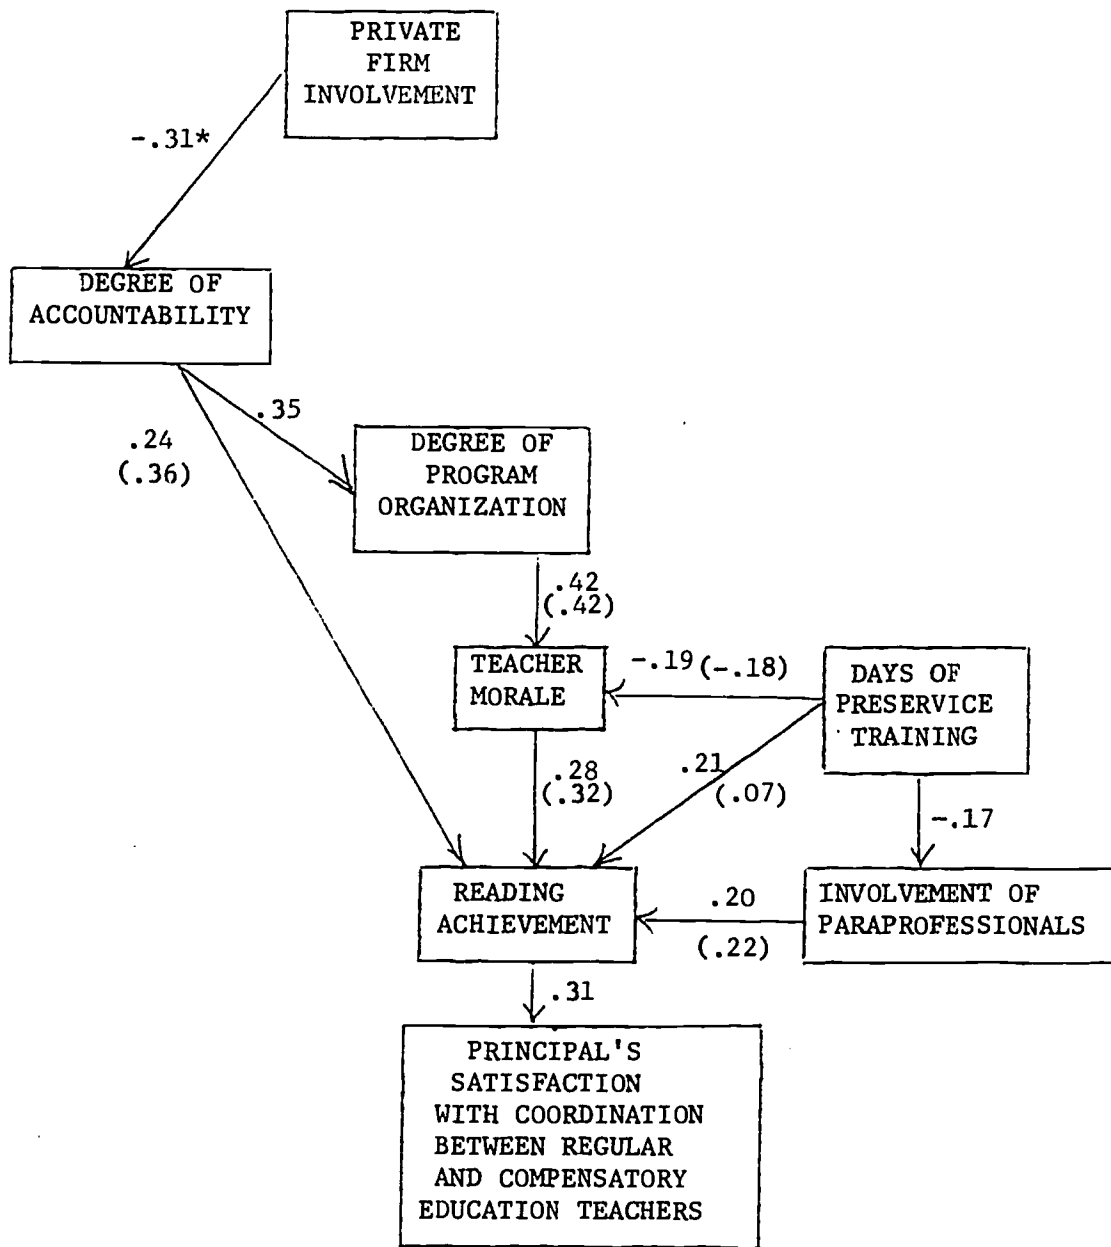 PRIVATE
FIRM
INVOLVEMENT
-.31*
DEGREE OF
ACCOUNTABILITY
.35
.24
(.36)
DEGREE OF
PROGRAM
ORGANIZATION
.42
(.42)
TEACHER
MORALE
-.19 (-.18)
DAYS OF
PRESERVICE
TRAINING
.28
(.32)
.21
(.07)
-.17
READING
ACHIEVEMENT
.20
(.22)
INVOLVEMENT OF
PARAPROFESSIONALS
.31
PRINCIPAL'S
SATISFACTION
WITH COORDINATION
BETWEEN REGULAR
AND COMPENSATORY
EDUCATION TEACHERS